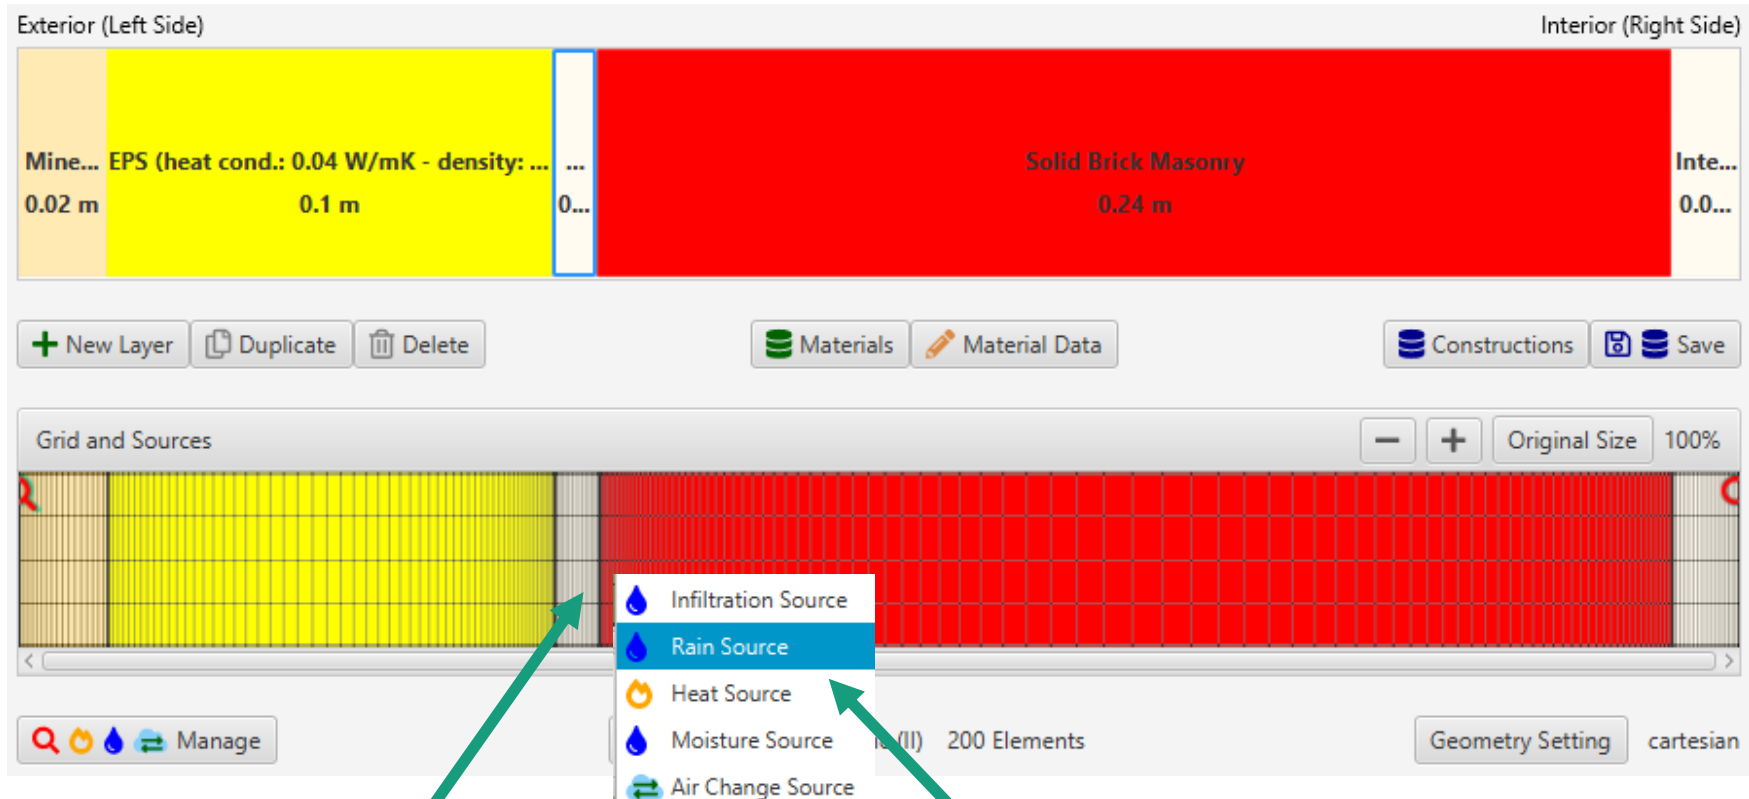 Exterior (Left Side) Interior (Right Side)
Mine... EPS (heat cond.: 0.04 W/mK - density: ... ... Solid Brick Masonry Inte...
0.02 m 0.1 m 0... 0.24 m 0.0...
New Layer Duplicate Delete Materials Material Data Constructions Save
Grid and Sources Original Size 100%
Infiltration Source
Rain Source
Heat Source
Manage Moisture Source (II) 200 Elements Geometry Setting cartesian
Air Change Source